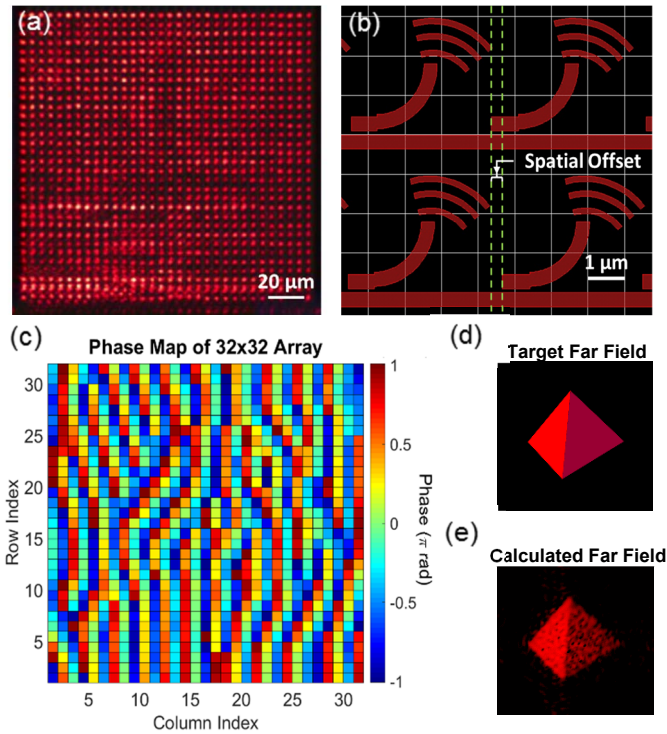 (a)
20 μm
(b)
Spatial Offset
1 μm
(c)
Phase Map of 32x32 Array
30
25
20
15
10
5
Row Index
5
10
15
20
25
30
Column Index
1
0.5
0
-0.5
-1
Phase (π rad)
(d)
Target Far Field
(e)
Calculated Far Field